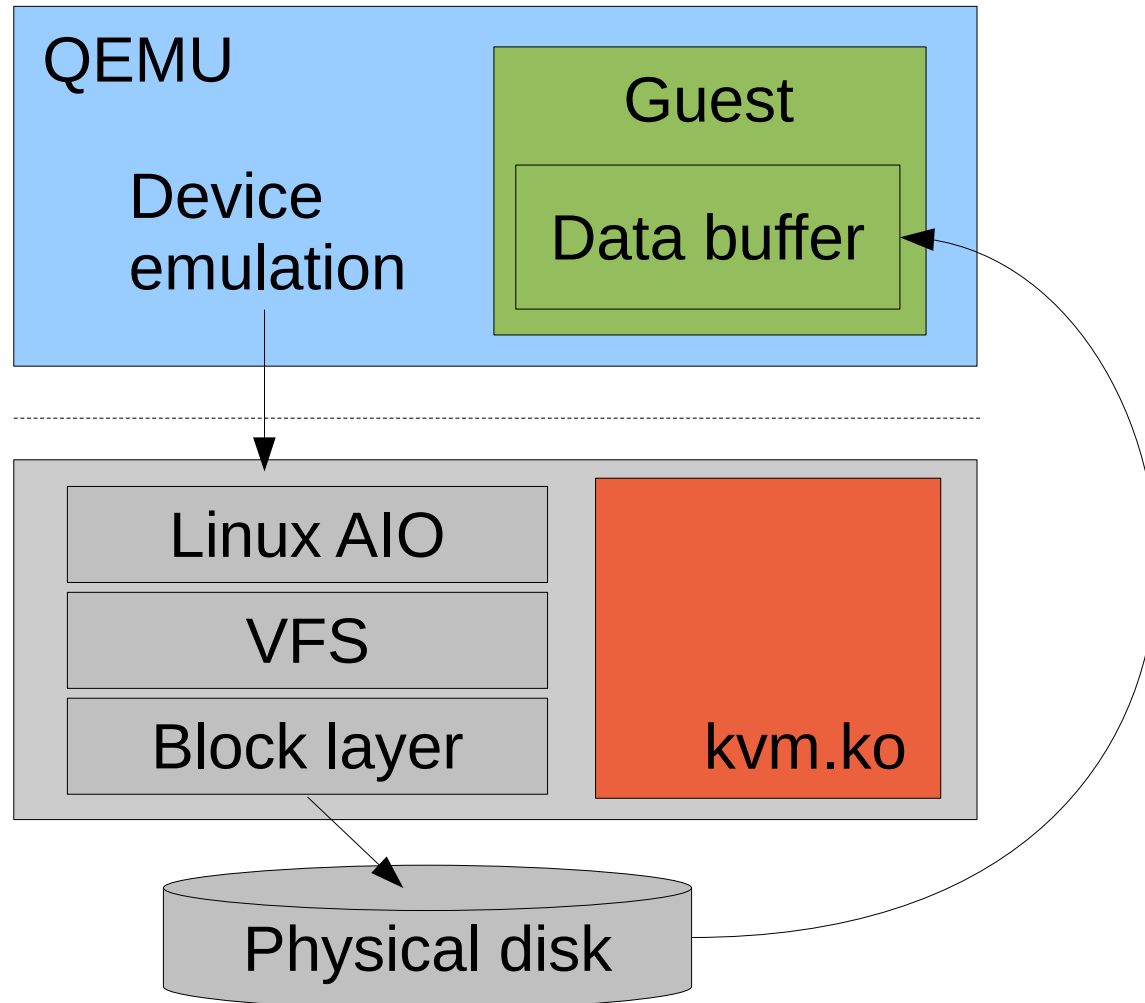 QEMU
Guest
Device
emulation
Data buffer
Linux AIO
VFS
Block layer
kvm.ko
Physical disk